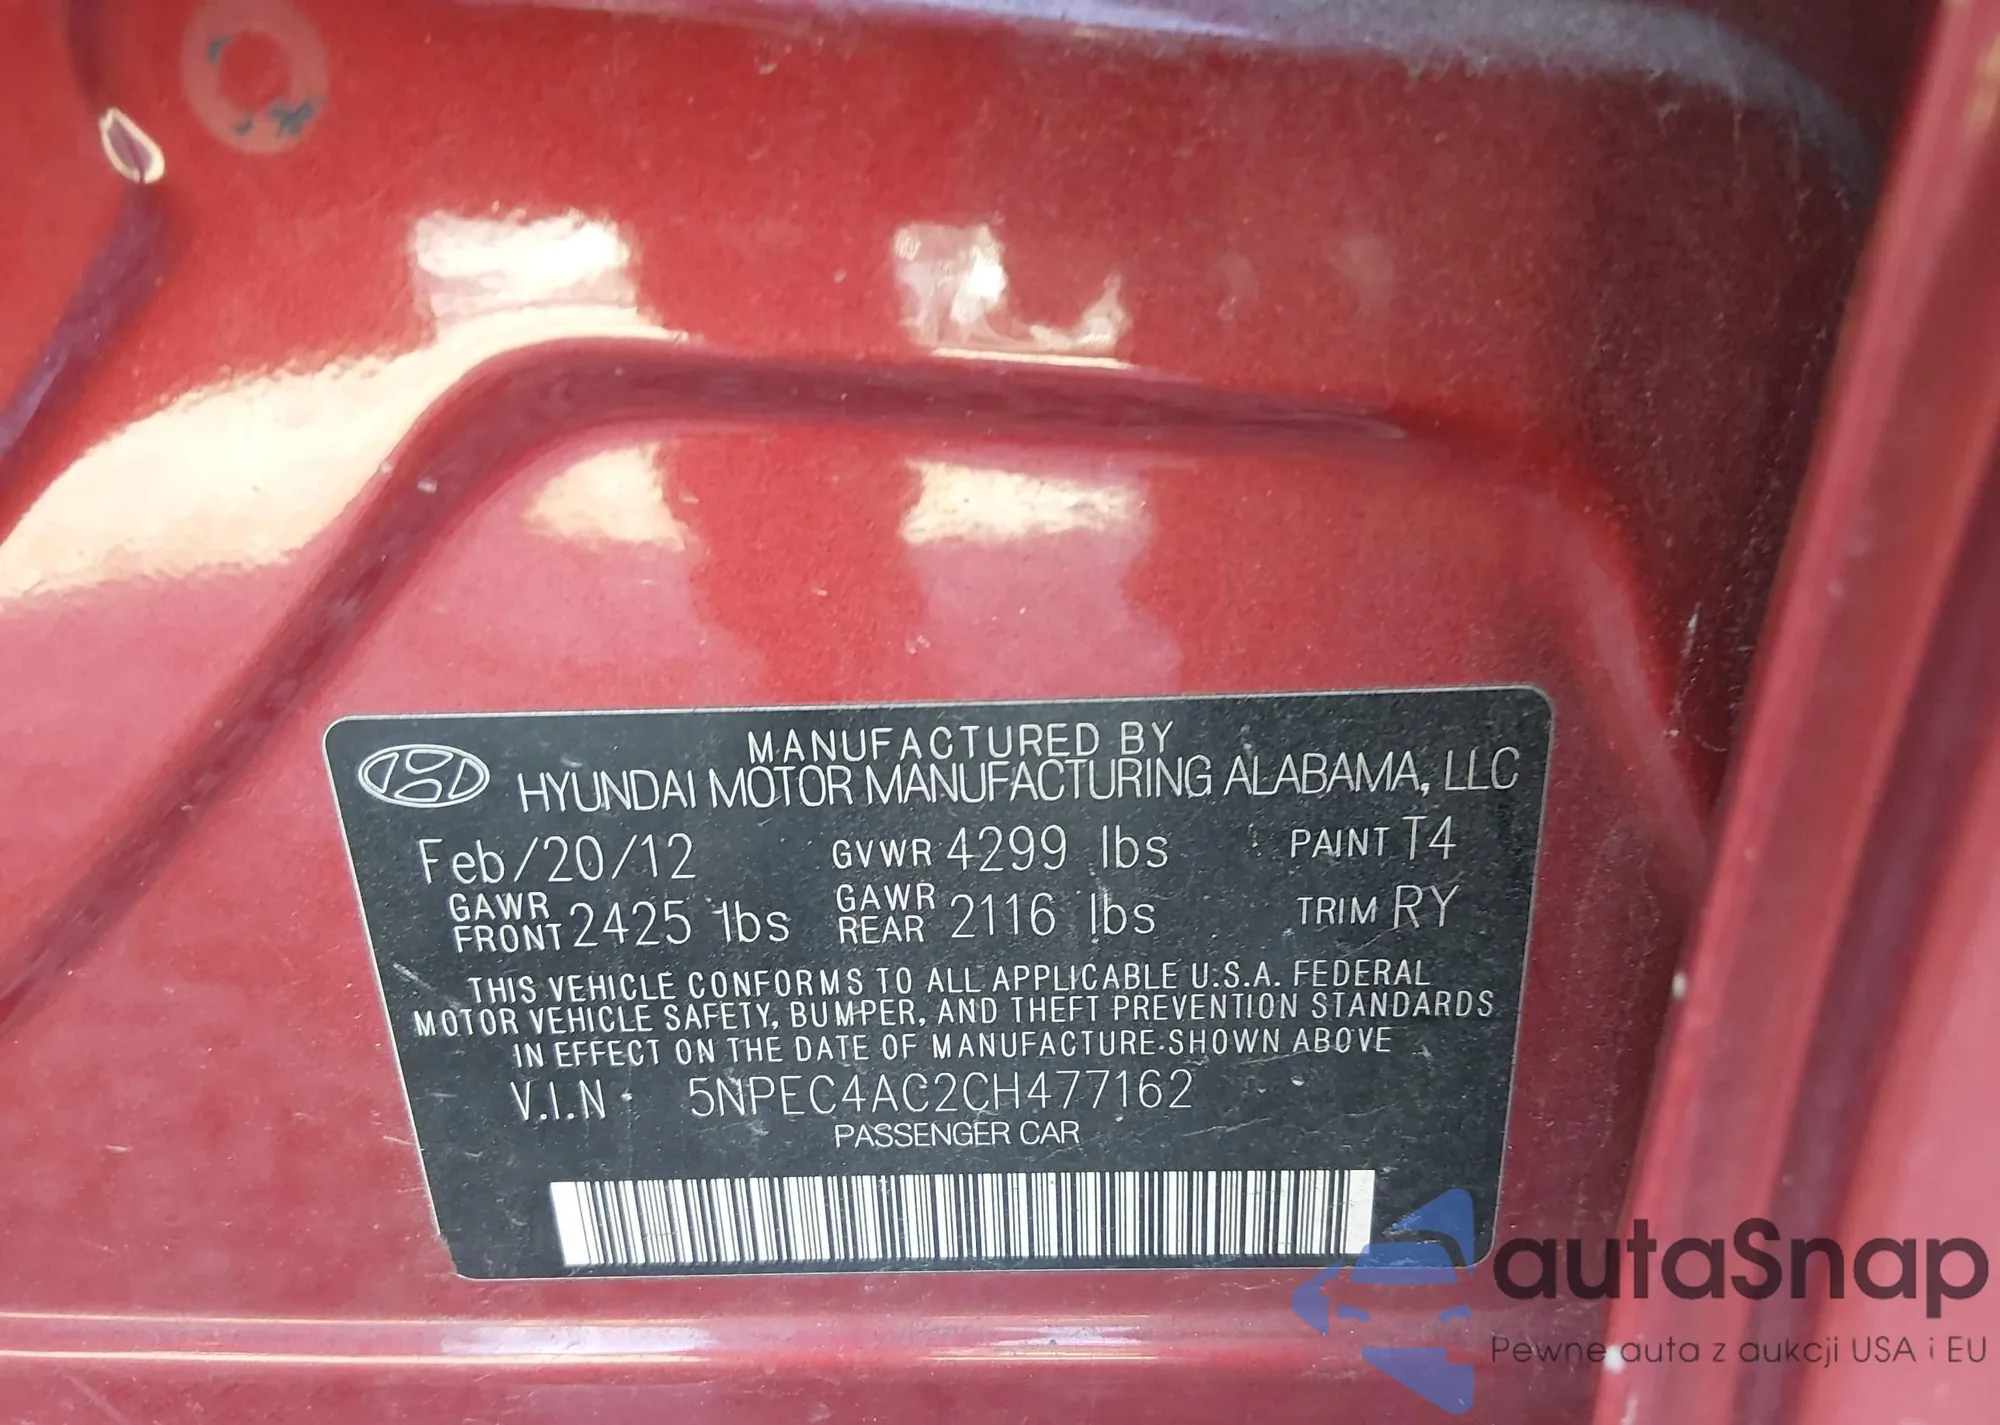 MANUFACTURED BY
HYUNDAI MOTOR MANUFACTURING ALABAMA, LLC
Feb/20/12 GVWR 4299 lbs PAINT T4
GAWR FRONT 2425 lbs GAWR REAR 2116 lbs TRIM RY
THIS VEHICLE CONFORMS TO ALL APPLICABLE U.S.A. FEDERAL
MOTOR VEHICLE SAFETY, BUMPER, AND THEFT PREVENTION STANDARDS
IN EFFECT ON THE DATE OF MANUFACTURE SHOWN ABOVE
V.I.N 5NPEC4AC2CH477162
PASSENGER CAR
autaSnap
Pewne auta z aukcji USA i EU